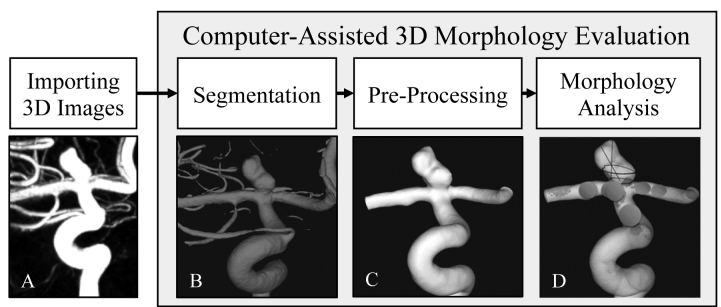 Computer-Assisted 3D Morphology Evaluation
Importing
3D Images
Segmentation
Pre-Processing
Morphology
Analysis
A
B
C
D